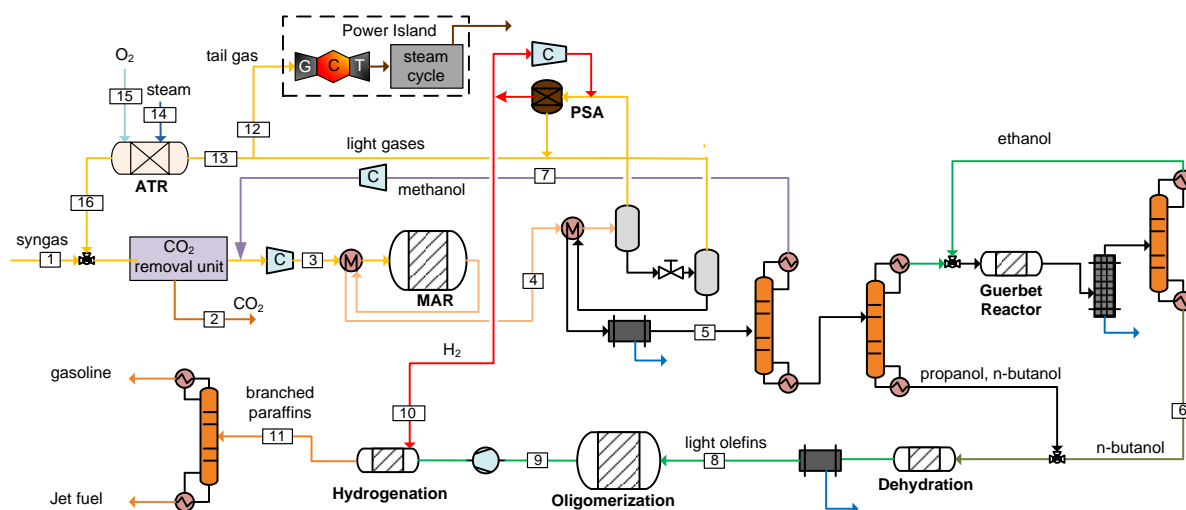 Power Island
tail gas
G C T
steam
cycle
C
O2
15
steam
14
PSA
12
13
light gases
ethanol
ATR
16
C
methanol
7
syngas
1
CO2
removal unit
C
3
M
MAR
4
M
Guerbet
Reactor
2
CO2
5
H2
gasoline
branched
paraffins
propanol, n-butanol
6
10
11
light olefins
9
8
n-butanol
Jet fuel
Hydrogenation
Oligomerization
Dehydration